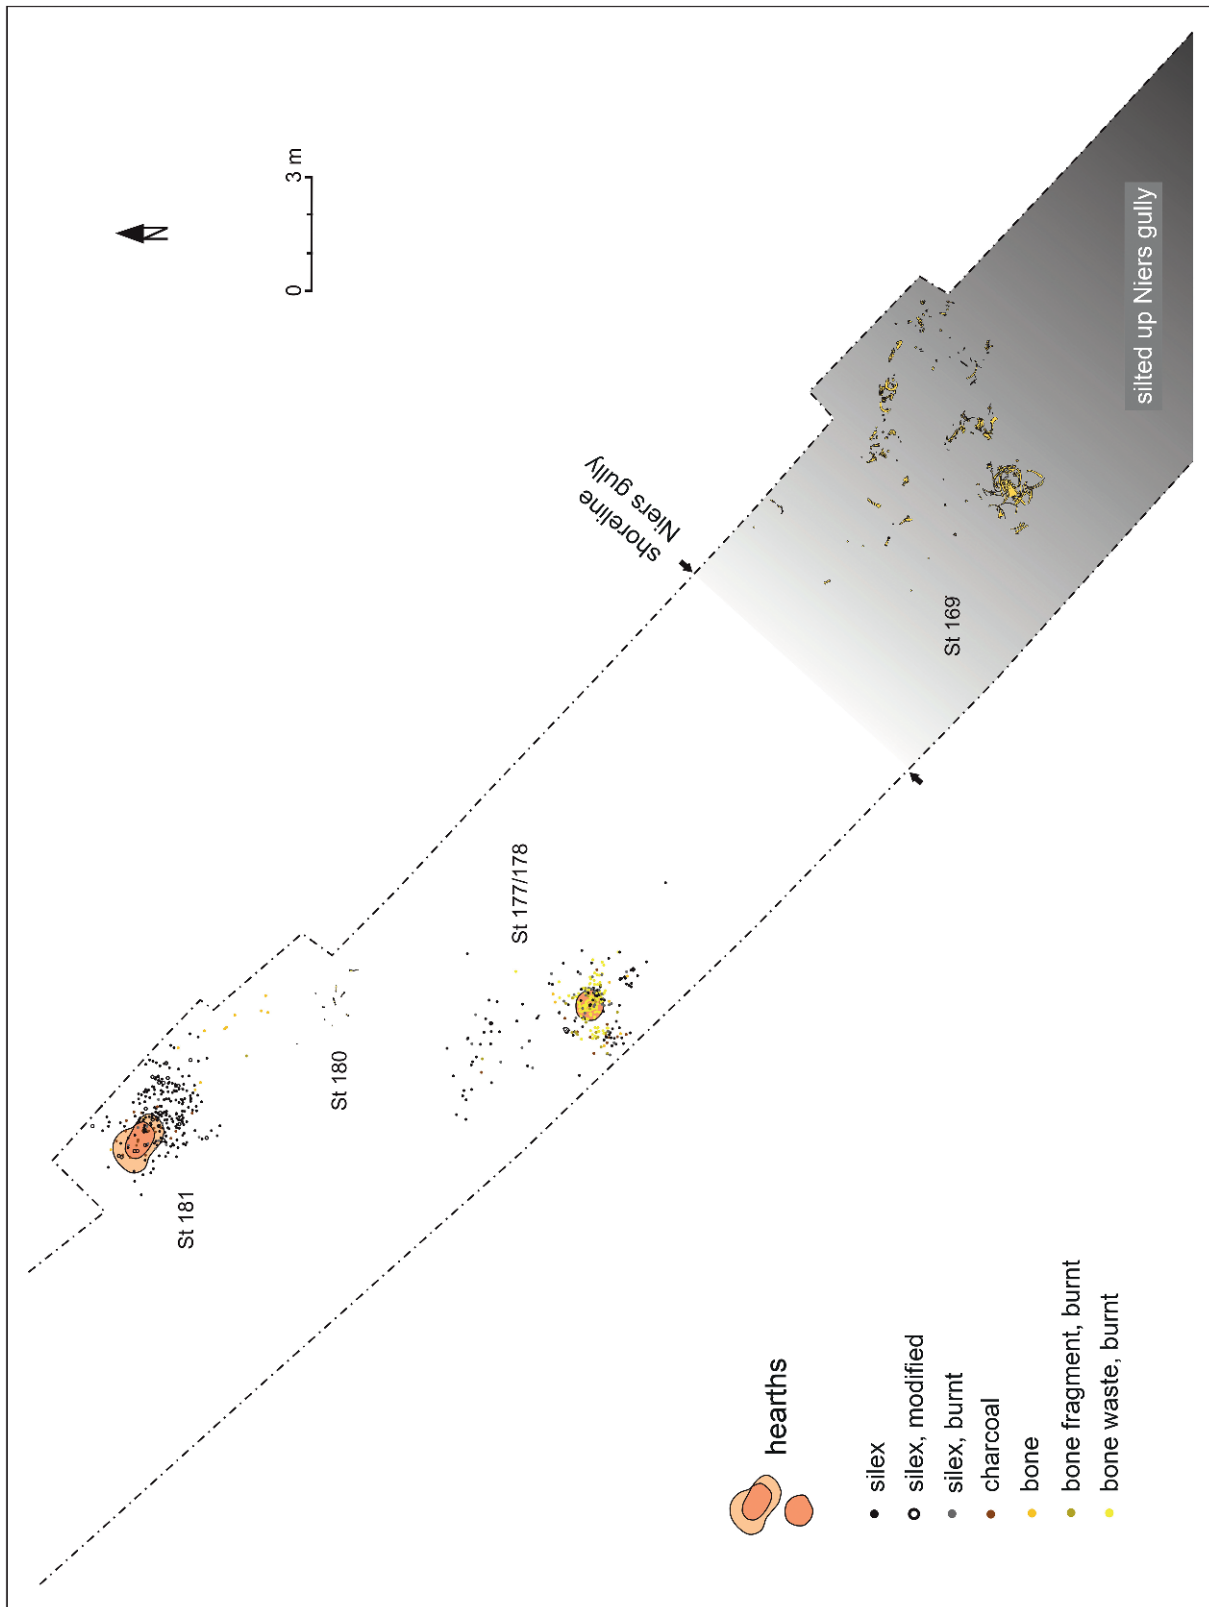 N
0 3 m
shoreline
Niers gully
silted up Niers gully
St 169
St 177/178
St 180
St 181
hearths
silex
silex, modified
silex, burnt
charcoal
bone
bone fragment, burnt
bone waste, burnt